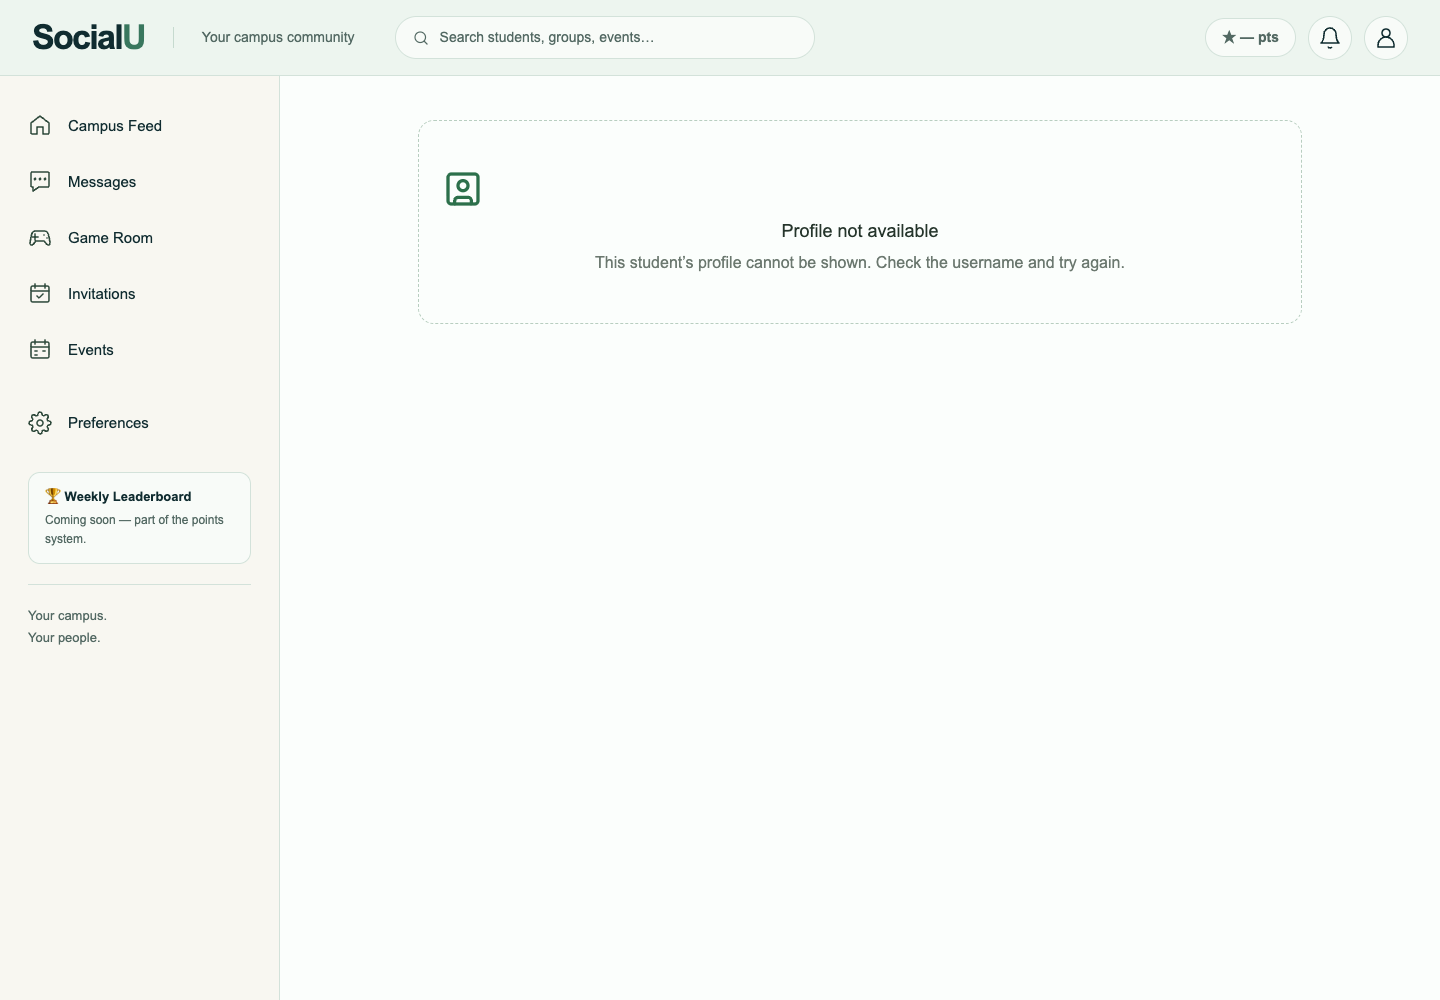 SocialU
Your campus community
Search students, groups, events…
★ — pts
Campus Feed
Messages
Game Room
Invitations
Events
Preferences
🏆 Weekly Leaderboard
Coming soon — part of the points
system.
Your campus.
Your people.
Profile not available
This student’s profile cannot be shown. Check the username and try again.